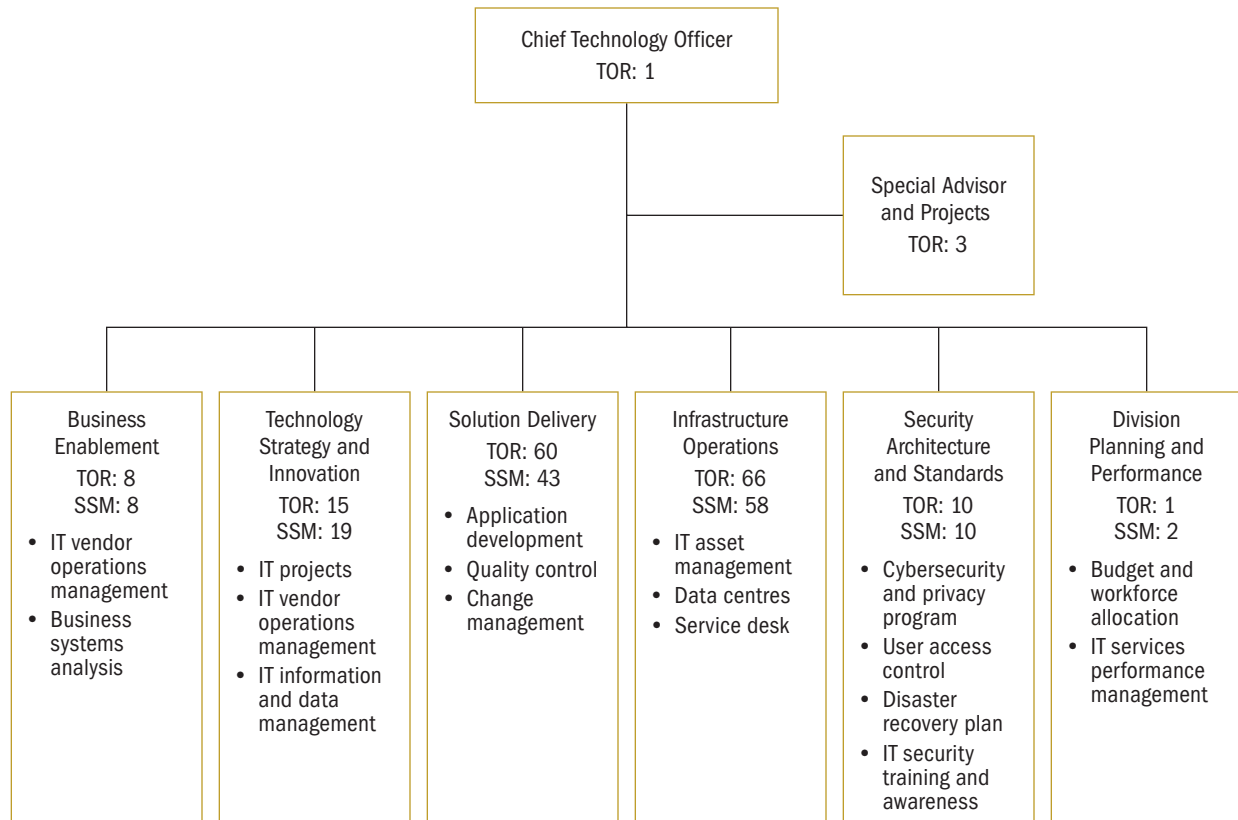 Chief Technology Officer
TOR: 1
Special Advisor
and Projects
TOR: 3
Business
Enablement
TOR: 8
SSM: 8
• IT vendor
operations
management
• Business
systems
analysis
Technology
Strategy and
Innovation
TOR: 15
SSM: 19
• IT projects
• IT vendor
operations
management
• IT information
and data
management
Solution Delivery
TOR: 60
SSM: 43
• Application
development
• Quality control
• Change
management
Infrastructure
Operations
TOR: 66
SSM: 58
• IT asset
management
• Data centres
• Service desk
Security
Architecture
and Standards
TOR: 10
SSM: 10
• Cybersecurity
and privacy
program
• User access
control
• Disaster
recovery plan
• IT security
training and
awareness
Division
Planning and
Performance
TOR: 1
SSM: 2
• Budget and
workforce
allocation
• IT services
performance
management